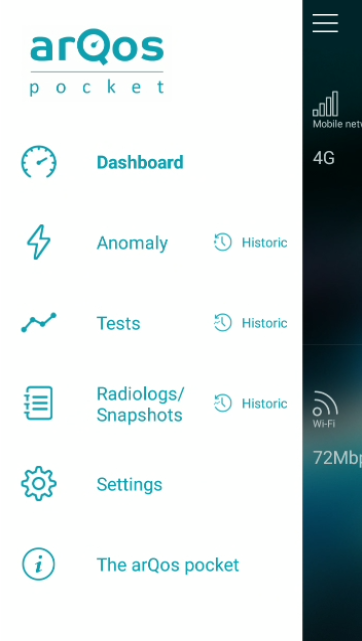 arQos
pocket
Dashboard
Anomaly
Historic
Tests
Historic
Radiologs/
Snapshots
Historic
Settings
The arQos pocket
Mobile netw
4G
Wi-Fi
72Mbp